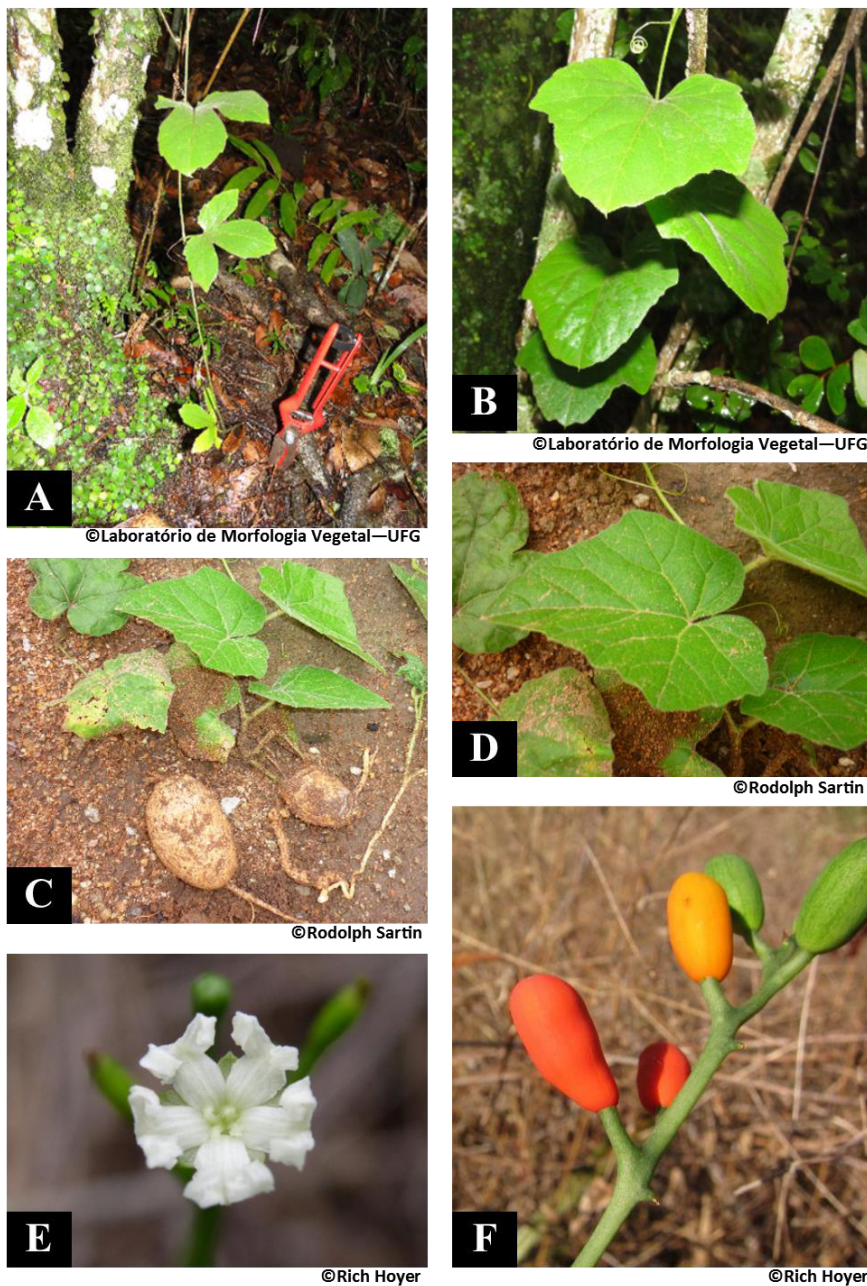 A
©Laboratório de Morfologia Vegetal—UFG
B
©Laboratório de Morfologia Vegetal—UFG
C
©Rodolph Sartin
D
©Rodolph Sartin
E
©Rich Hoyer
F
©Rich Hoyer